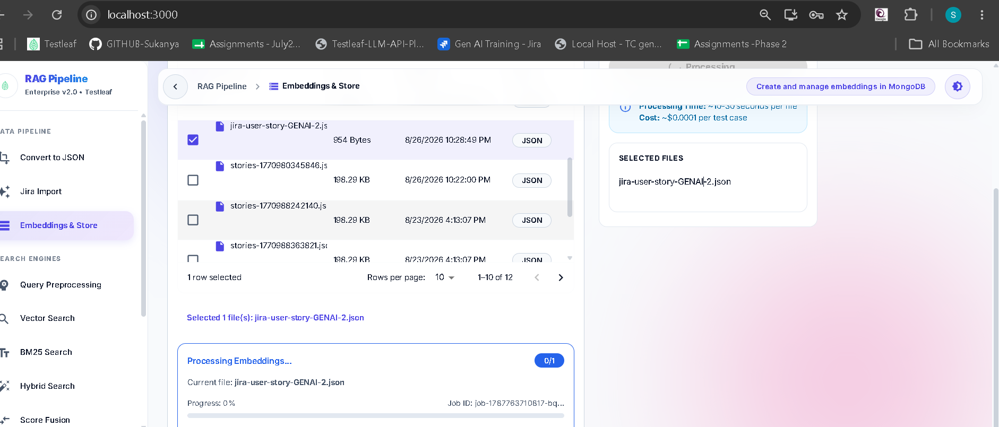 localhost:3000
Testleaf
GITHUB-Sukanya
Assignments - July2...
Testleaf-LLM-API-Pl...
Gen AI Training - Jira
Local Host - TC gen...
Assignments -Phase 2
All Bookmarks
S
RAG Pipeline
Enterprise v2.0 • Testleaf
ATA PIPELINE
Convert to JSON
Jira Import
Embeddings & Store
EARCH ENGINES
Query Preprocessing
Vector Search
BM25 Search
Hybrid Search
Score Fusion
RAG Pipeline
Embeddings & Store
Create and manage embeddings in MongoDB
jira-user-story-GENAI-2.js
954 Bytes
8/26/2026 10:28:49 PM
JSON
stories-1770980345846.js
198.29 KB
8/26/2026 10:22:00 PM
JSON
stories-1770988242140.js
198.29 KB
8/23/2026 4:13:07 PM
JSON
stories-1770988363821.jsc
198.29 KB
8/23/2026 4:13:07 PM
JSON
1 row selected
Rows per page:
10
1–10 of 12
Selected 1 file(s): jira-user-story-GENAI-2.json
Processing Embeddings...
0/1
Current file: jira-user-story-GENAI-2.json
Progress: 0%
Job ID: job-1787763710817-bq...
Processing
Processing Time: ~10-30 seconds per file
Cost: ~$0.0001 per test case
SELECTED FILES
jira-user-story-GENAI-2.json